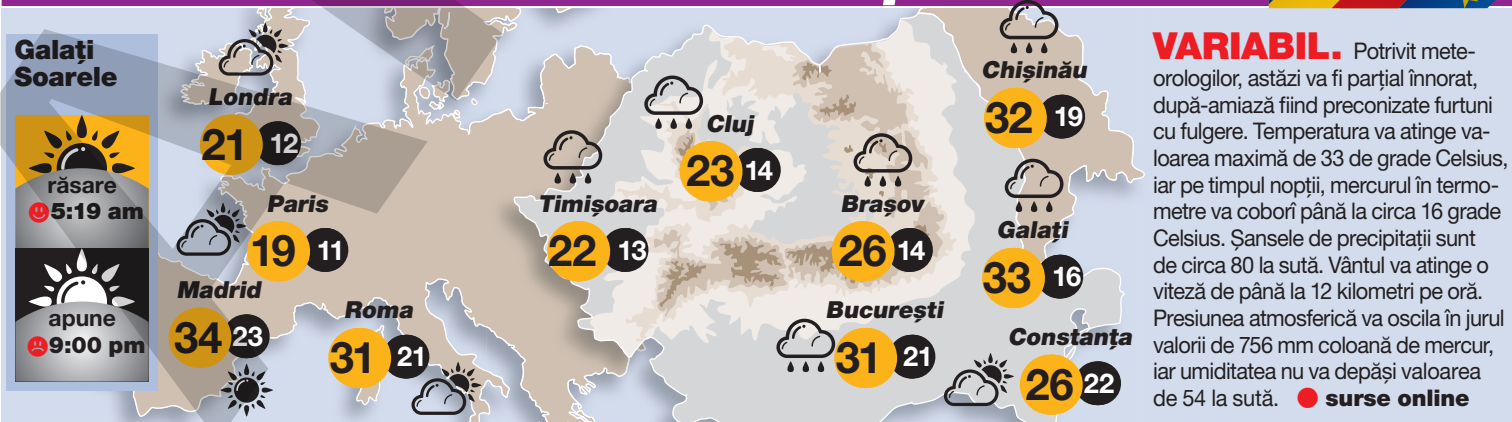 Galați
Soarele
răsare
5:19 am
apune
9:00 pm
Londra
21 12
Paris
19 11
Madrid
34 23
Roma
31 21
Timișoara
22 13
Cluj
23 14
Brașov
26 14
București
31 21
Chișinău
32 19
Galați
33 16
Constanța
26 22
VARIABIL. Potrivit mete-
orologilor, astăzi va fi parțial înnorat,
după-amiază fiind preconizate furtuni
cu fulgere. Temperatura va atinge va-
loarea maximă de 33 de grade Celsius,
iar pe timpul nopții, mercurul în termo-
metre va coborî până la circa 16 grade
Celsius. Șansele de precipitații sunt
de circa 80 la sută. Vântul va atinge o
viteză de până la 12 kilometri pe oră.
Presiunea atmosferică va oscila în jurul
valorii de 756 mm coloană de mercur,
iar umiditatea nu va depăși valoarea
de 54 la sută. surse online